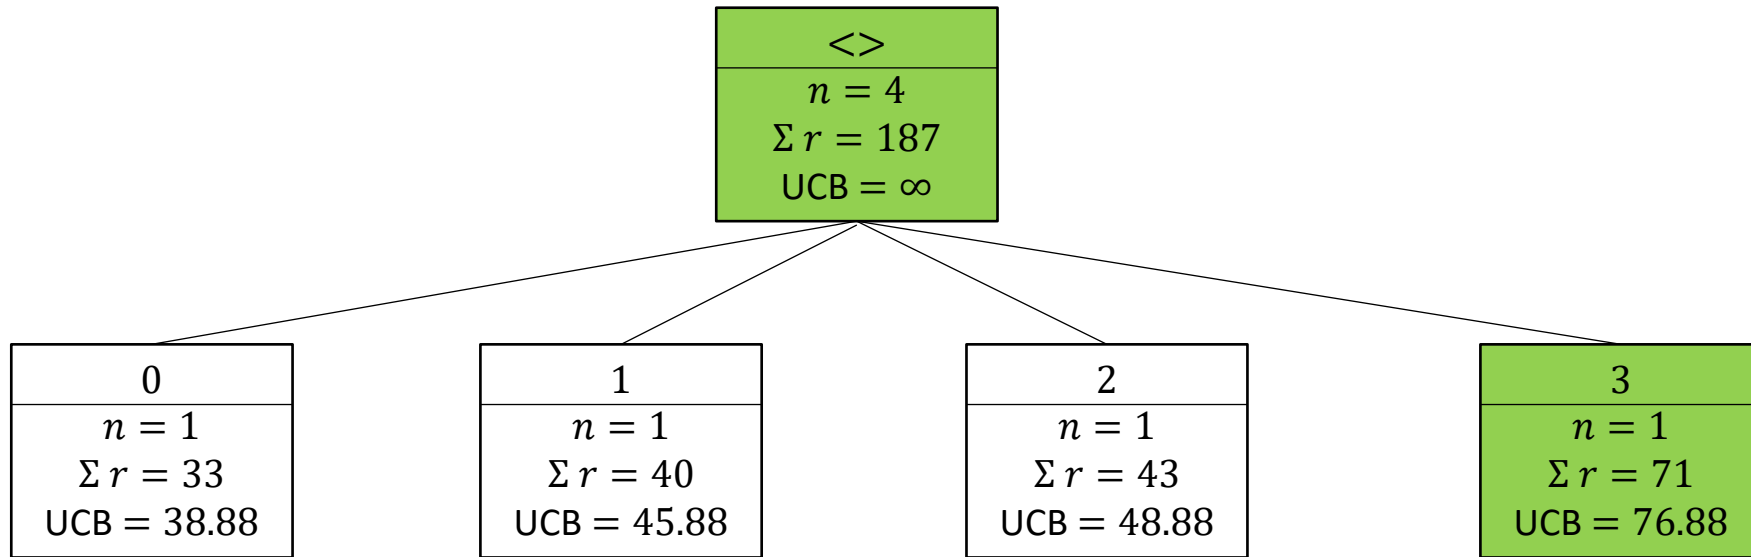 <>
n = 4
Σ r = 187
UCB = ∞
0
n = 1
Σ r = 33
UCB = 38.88
1
n = 1
Σ r = 40
UCB = 45.88
2
n = 1
Σ r = 43
UCB = 48.88
3
n = 1
Σ r = 71
UCB = 76.88